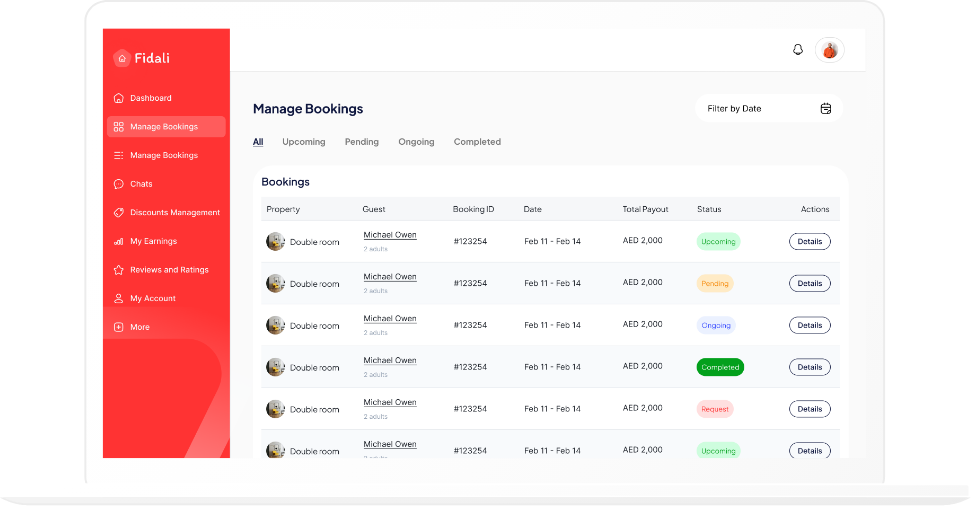 Fidali
Dashboard
Manage Bookings
Manage Bookings
Chats
Discounts Management
My Earnings
Reviews and Ratings
My Account
More
Manage Bookings
Filter by Date
All Upcoming Pending Ongoing Completed
Bookings
Property Guest Booking ID Date Total Payout Status Actions
Double room Michael Owen #123254 Feb 11 - Feb 14 AED 2,000 Upcoming Details
2 adults
Double room Michael Owen #123254 Feb 11 - Feb 14 AED 2,000 Pending Details
2 adults
Double room Michael Owen #123254 Feb 11 - Feb 14 AED 2,000 Ongoing Details
2 adults
Double room Michael Owen #123254 Feb 11 - Feb 14 AED 2,000 Completed Details
2 adults
Double room Michael Owen #123254 Feb 11 - Feb 14 AED 2,000 Request Details
2 adults
Double room Michael Owen #123254 Feb 11 - Feb 14 AED 2,000 Upcoming Details